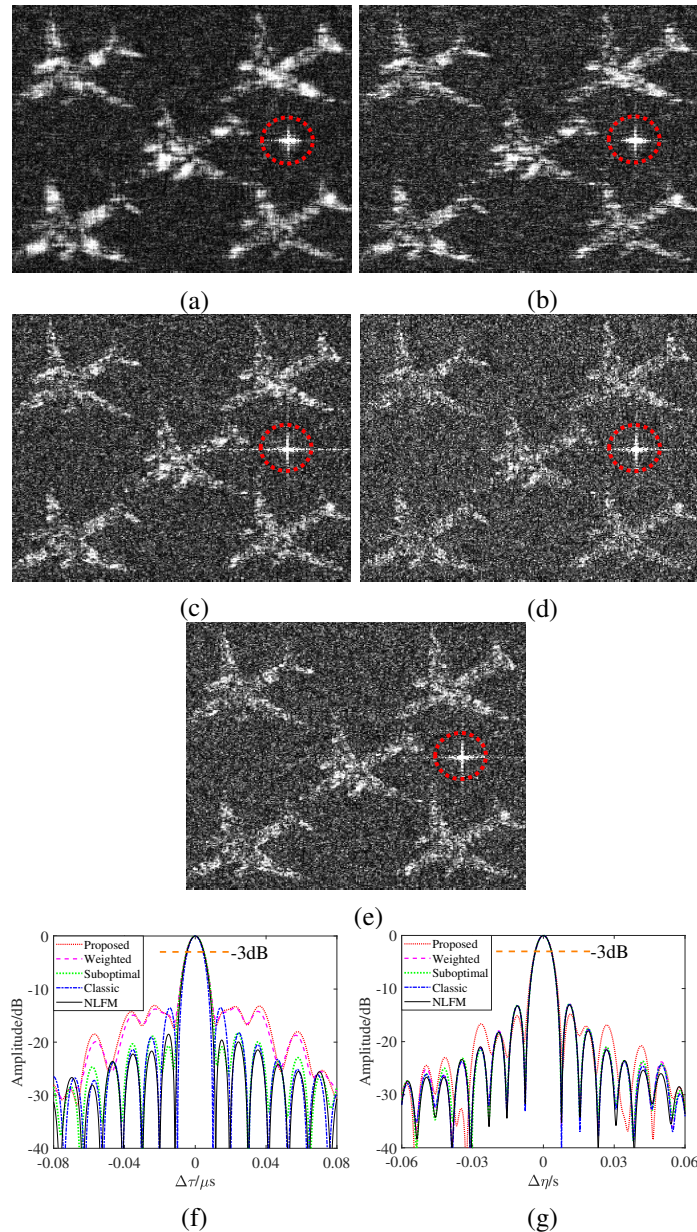 (a)
(b)
(c)
(d)
(e)
0
-10
-20
-30
-40
Amplitude/dB
Proposed
Weighted
Suboptimal
Classic
NLFM
-3dB
-0.08
-0.04
0
0.04
0.08
Δτ/μs
(f)
0
-10
-20
-30
-40
Amplitude/dB
Proposed
Weighted
Suboptimal
Classic
NLFM
-3dB
-0.06
-0.03
0
0.03
0.06
Δη/s
(g)